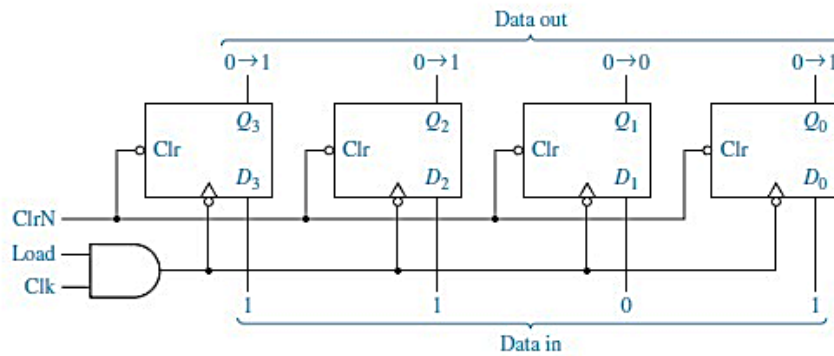 Data out
0→1 0→1 0→0 0→1
Q₃ Q₂ Q₁ Q₀
Clr Clr Clr Clr
D₃ D₂ D₁ D₀
ClrN
Load
Clk
1 1 0 1
Data in